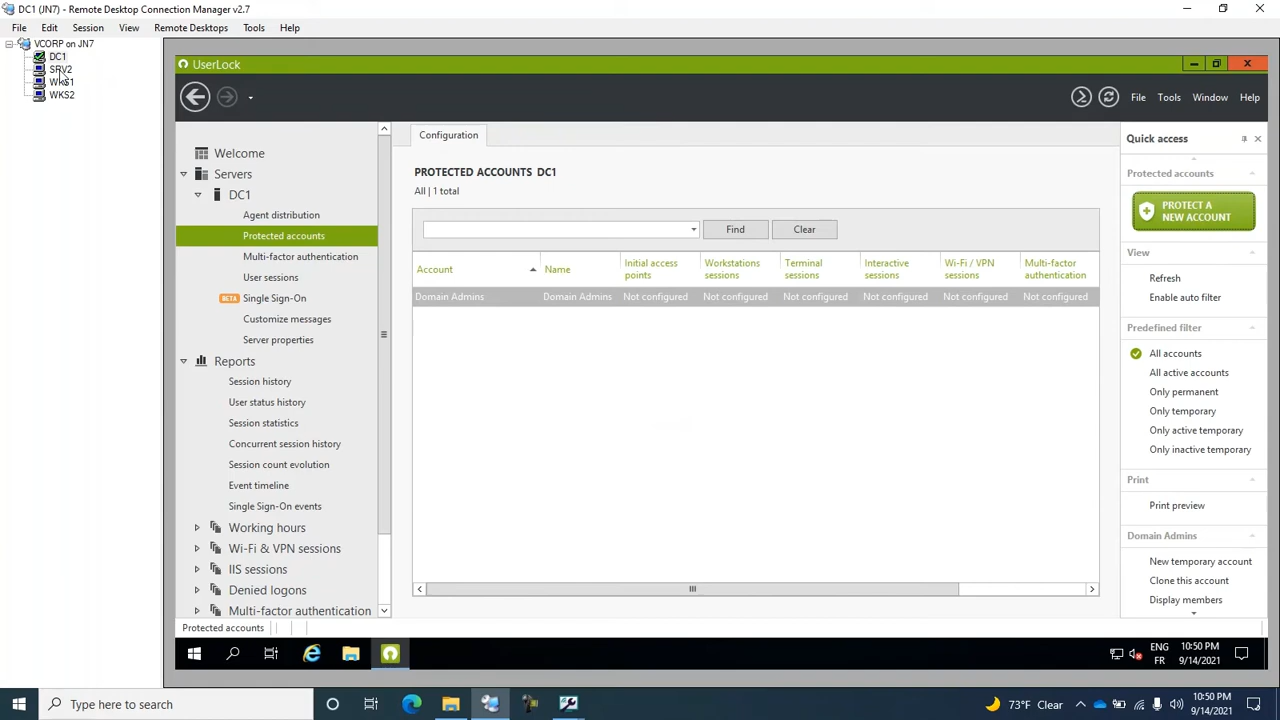 DC1 (JN7) - Remote Desktop Connection Manager v2.7
File Edit Session View Remote Desktops Tools Help
VCORP on JN7
DC1
SRV2
WKS1
WKS2
UserLock
File Tools Window Help
Welcome
Servers
DC1
Agent distribution
Protected accounts
Multi-factor authentication
User sessions
BETA Single Sign-On
Customize messages
Server properties
Reports
Session history
User status history
Session statistics
Concurrent session history
Session count evolution
Event timeline
Single Sign-On events
Working hours
Wi-Fi & VPN sessions
IIS sessions
Denied logons
Multi-factor authentication
Configuration
PROTECTED ACCOUNTS DC1
All | 1 total
Find Clear
Account Name Initial access points Workstations sessions Terminal sessions Interactive sessions Wi-Fi / VPN sessions Multi-factor authentication
Domain Admins Domain Admins Not configured Not configured Not configured Not configured Not configured Not configured
Quick access
Protected accounts
PROTECT A
NEW ACCOUNT
View
Refresh
Enable auto filter
Predefined filter
All accounts
All active accounts
Only permanent
Only temporary
Only active temporary
Only inactive temporary
Print
Print preview
Domain Admins
New temporary account
Clone this account
Display members
Protected accounts
ENG
FR
10:50 PM
9/14/2021
Type here to search
73°F Clear
10:50 PM
9/14/2021